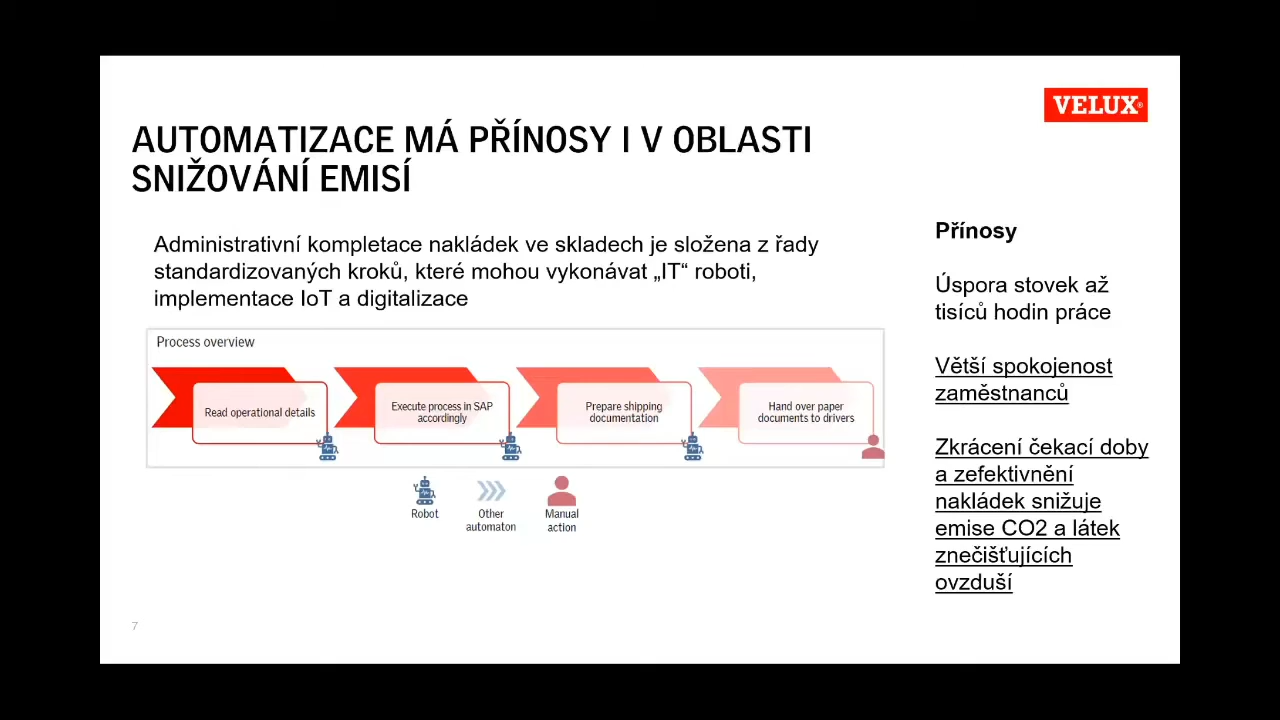 VELUX®
AUTOMATIZACE MÁ PŘÍNOSY I V OBLASTI
SNIŽOVÁNÍ EMISÍ
Administrativní kompletace nakládek ve skladech je složena z řady
standardizovaných kroků, které mohou vykonávat „IT“ roboti,
implementace IoT a digitalizace
Process overview
Read operational details
Execute process in SAP
accordingly
Prepare shipping
documentation
Hand over paper
documents to drivers
Robot
Other
automaton
Manual
action
Přínosy
Úspora stovek až
tisíců hodin práce
Větší spokojenost
zaměstnanců
Zkrácení čekací doby
a zefektivnění
nakládek snižuje
emise CO2 a látek
znečišťujících
ovzduší
7